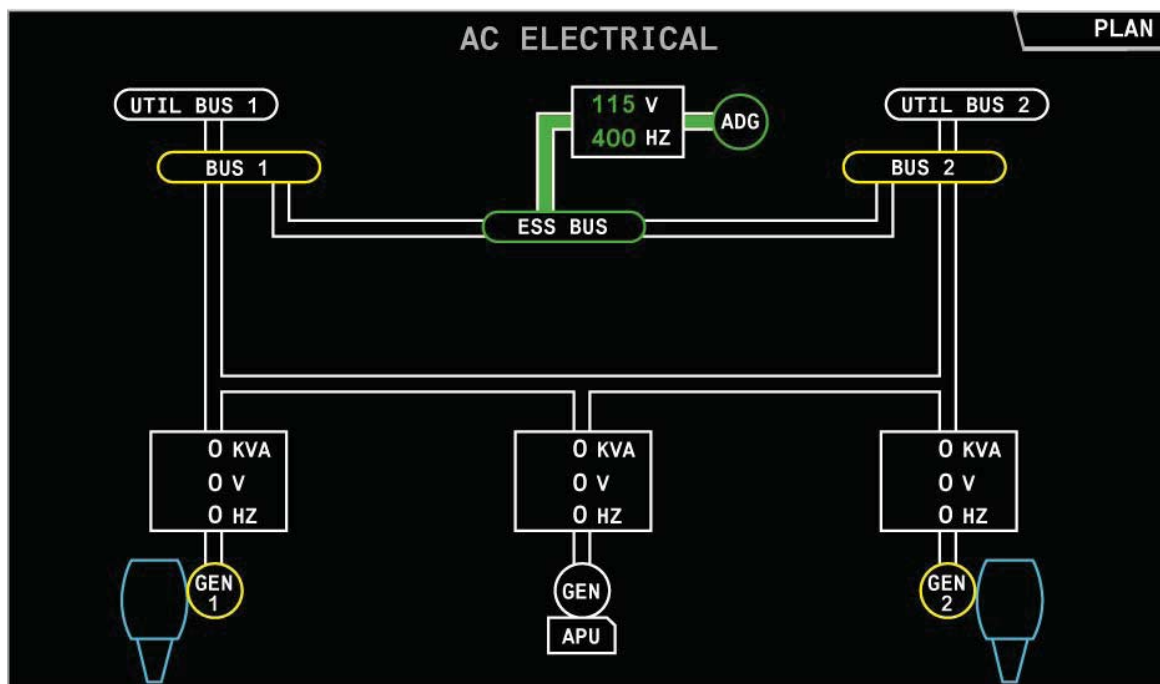 AC ELECTRICAL
PLAN
UTIL BUS 1
115 V
400 HZ
ADG
UTIL BUS 2
BUS 1
BUS 2
ESS BUS
0 KVA
0 V
0 HZ
0 KVA
0 V
0 HZ
0 KVA
0 V
0 HZ
GEN
1
GEN
APU
GEN
2